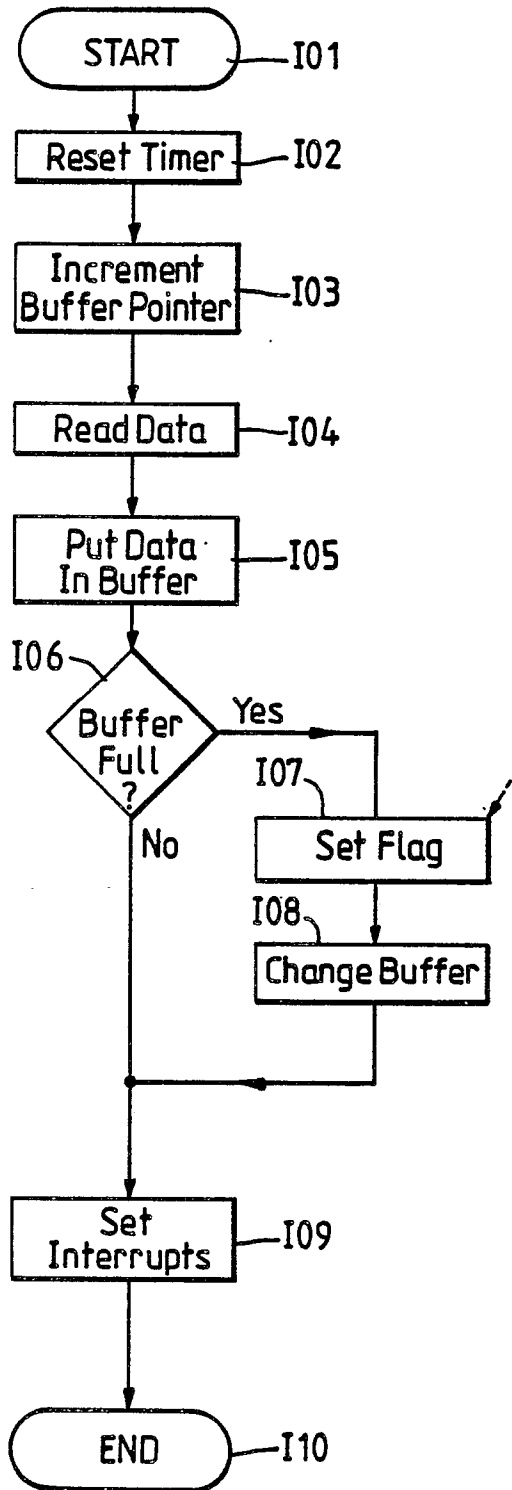 START
I01
Reset Timer
I02
Increment
Buffer Pointer
I03
Read Data
I04
Put Data
In Buffer
I05
I06
Buffer
Full
?
Yes
No
I07
Set Flag
I08
Change Buffer
Set
Interrupts
I09
END
I10